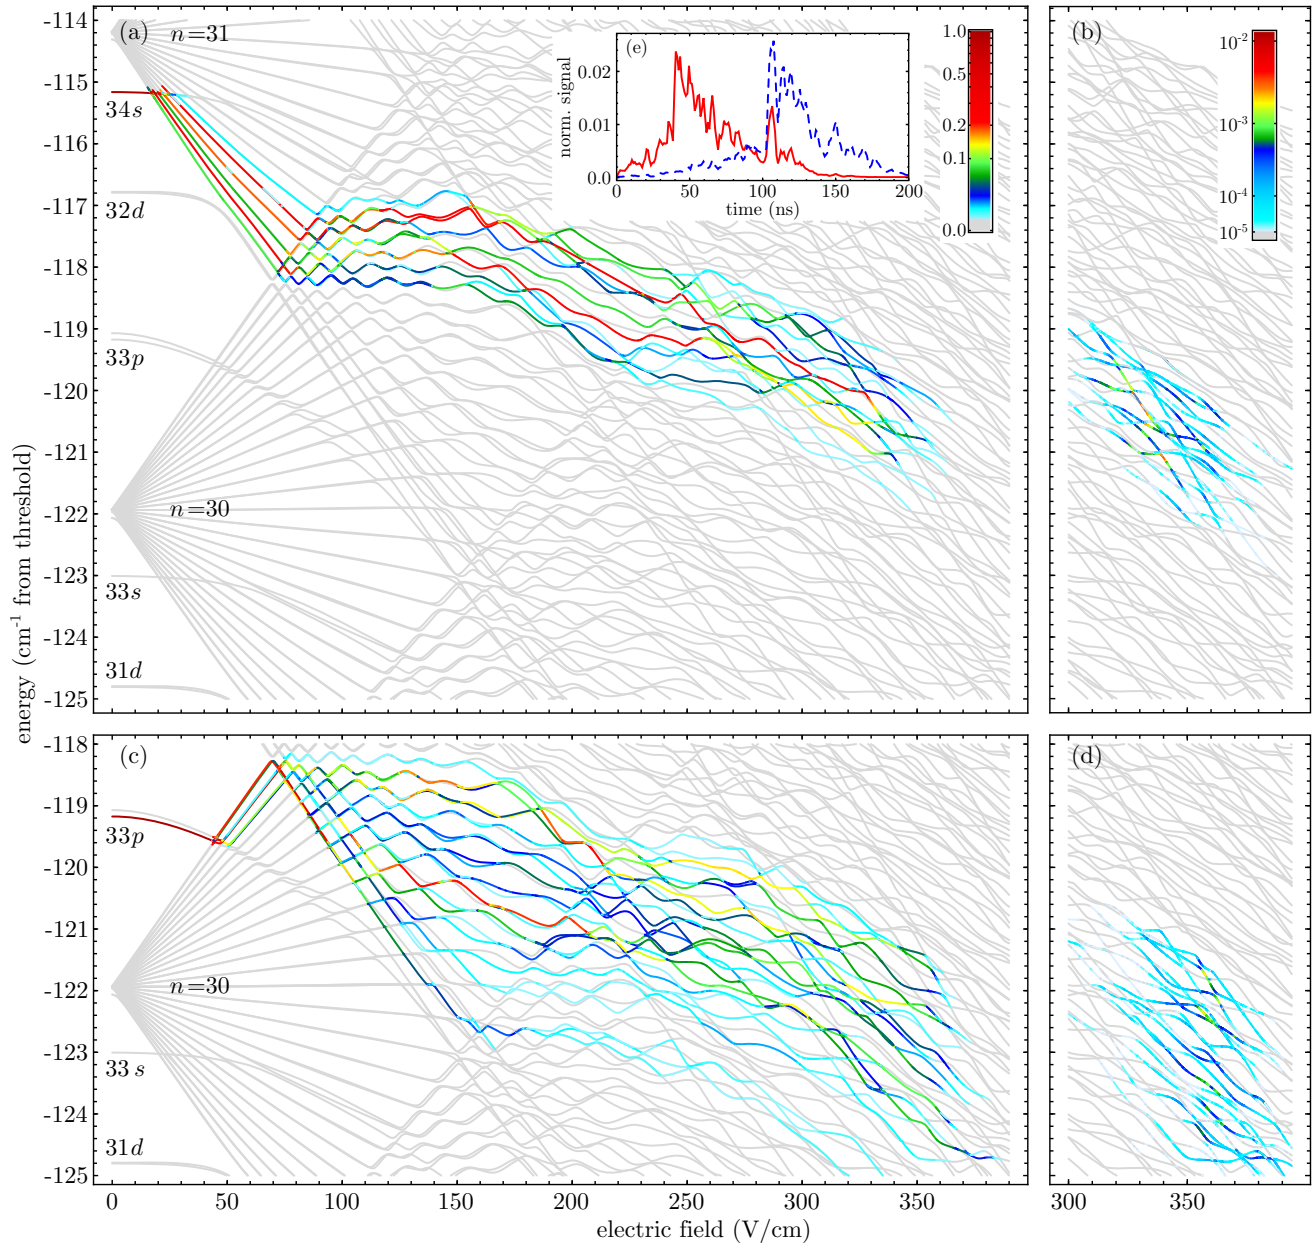 (a)
n=31
34s
32d
33p
n=30
33s
31d
-114
-115
-116
-117
-118
-119
-120
-121
-122
-123
-124
-125
energy (cm-1 from threshold)
(e)
norm. signal
0.02
0.01
0.0
0 50 100 150 200
time (ns)
1.0
0.5
0.2
0.1
0.0
(b)
10-2
10-3
10-4
10-5
(c)
33p
n=30
33 s
31d
-118
-119
-120
-121
-122
-123
-124
-125
0 50 100 150 200 250 300 350
electric field (V/cm)
(d)
300 350